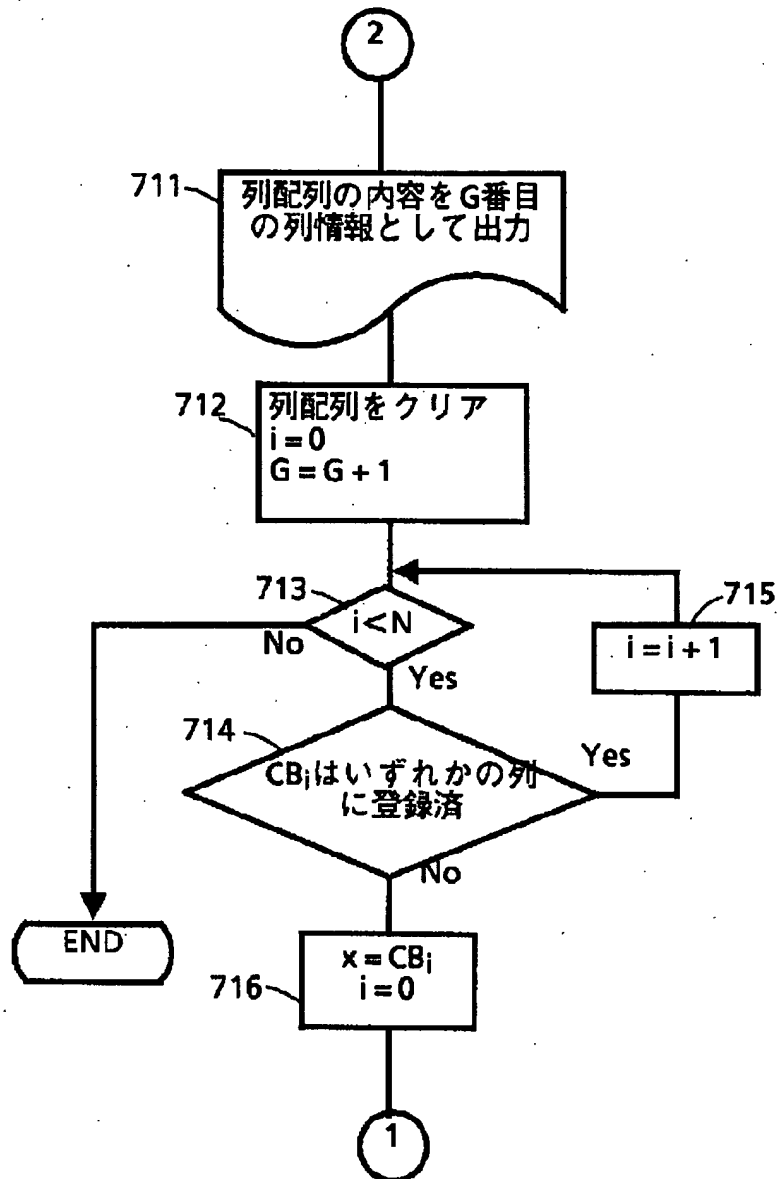 2
711
列配列の内容をG番目
の列情報として出力
712
列配列をクリア
i=0
G=G+1
713
i<N
No
Yes
715
i=i+1
714
CBiはいずれかの列
に登録済
Yes
No
END
716
x=CBi
i=0
1